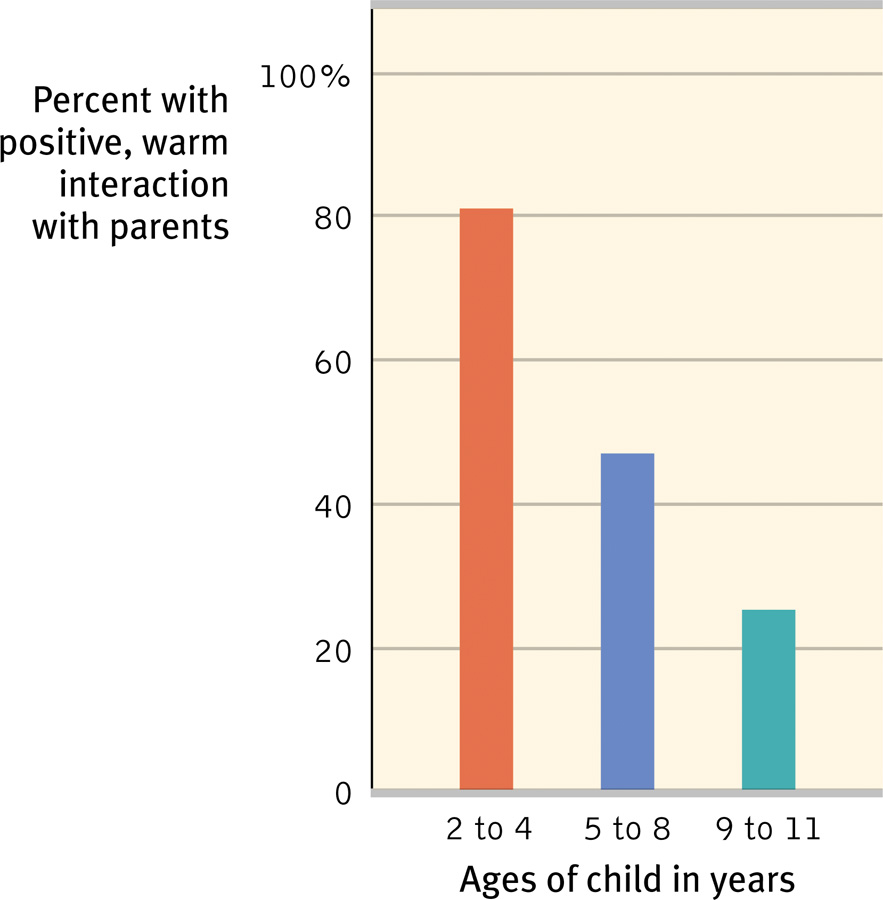 Percent with
positive, warm
interaction
with parents
100%
80
60
40
20
0
2 to 4
5 to 8
9 to 11
Ages of child in years